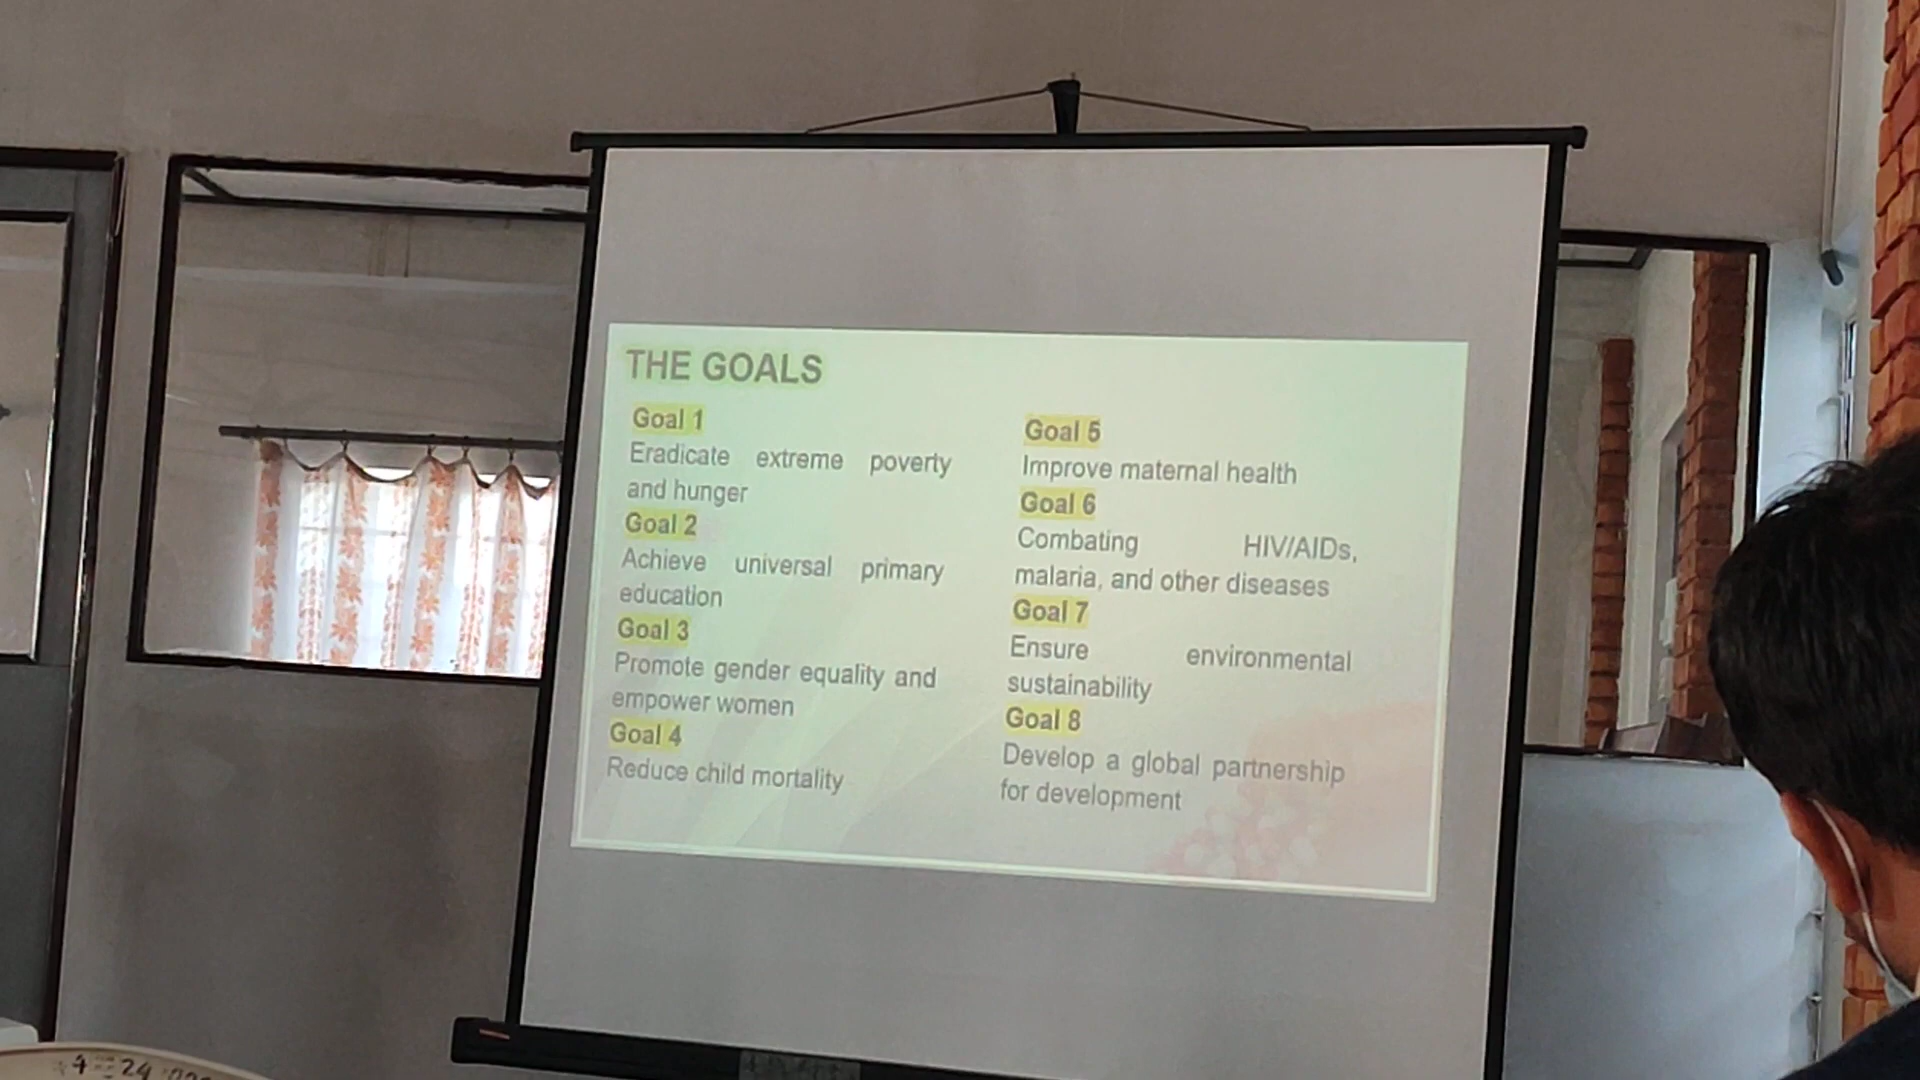 THE GOALS
Goal 1
Eradicate extreme poverty
and hunger
Goal 2
Achieve universal primary
education
Goal 3
Promote gender equality and
empower women
Goal 4
Reduce child mortality
Goal 5
Improve maternal health
Goal 6
Combating HIV/AIDs,
malaria, and other diseases
Goal 7
Ensure environmental
sustainability
Goal 8
Develop a global partnership
for development